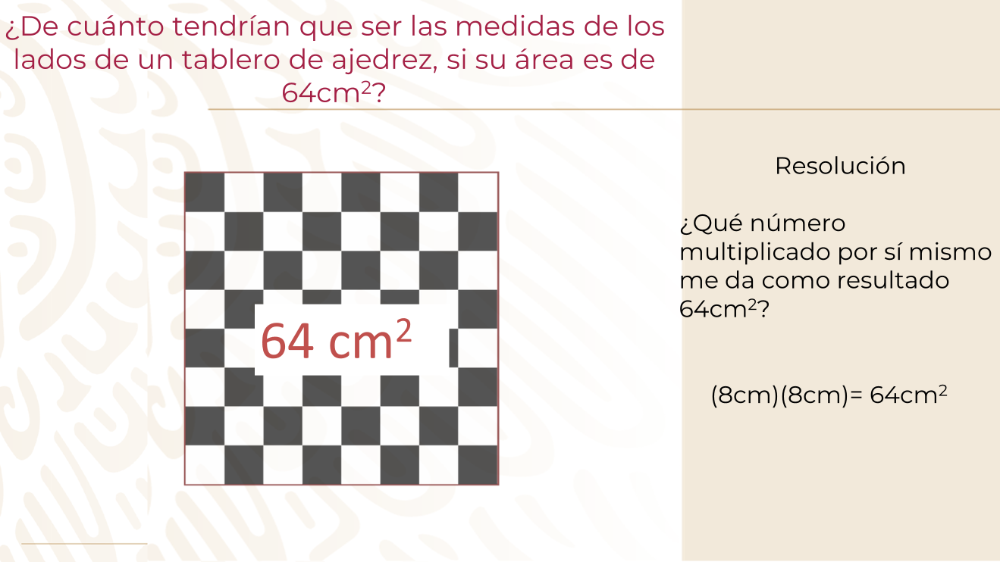 ¿De cuánto tendrían que ser las medidas de los
lados de un tablero de ajedrez, si su área es de
64cm²?
64 cm²
Resolución
¿Qué número
multiplicado por sí mismo
me da como resultado
64cm²?
(8cm)(8cm)= 64cm²